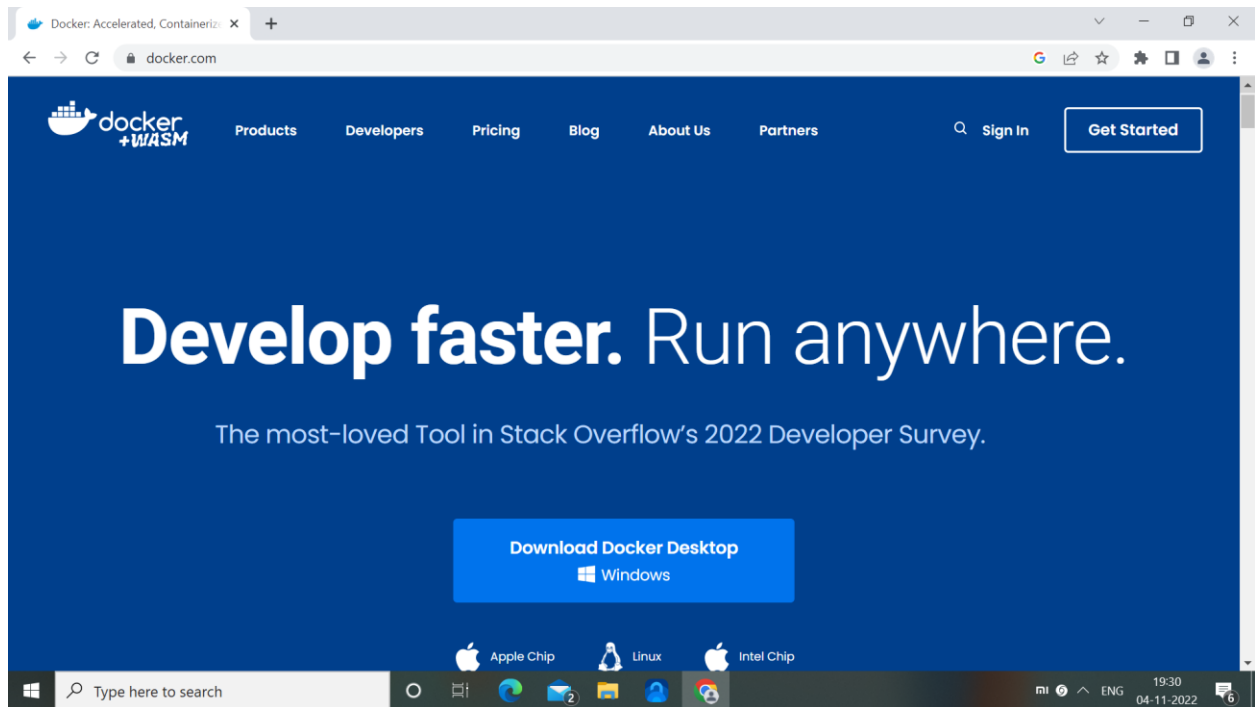 Docker: Accelerated, Containeriz
docker.com
docker
+WASM
Products Developers Pricing Blog About Us Partners Sign In Get Started
Develop faster. Run anywhere.
The most-loved Tool in Stack Overflow's 2022 Developer Survey.
Download Docker Desktop
Windows
Apple Chip Linux Intel Chip
Type here to search
2
ENG
19:30
04-11-2022
6